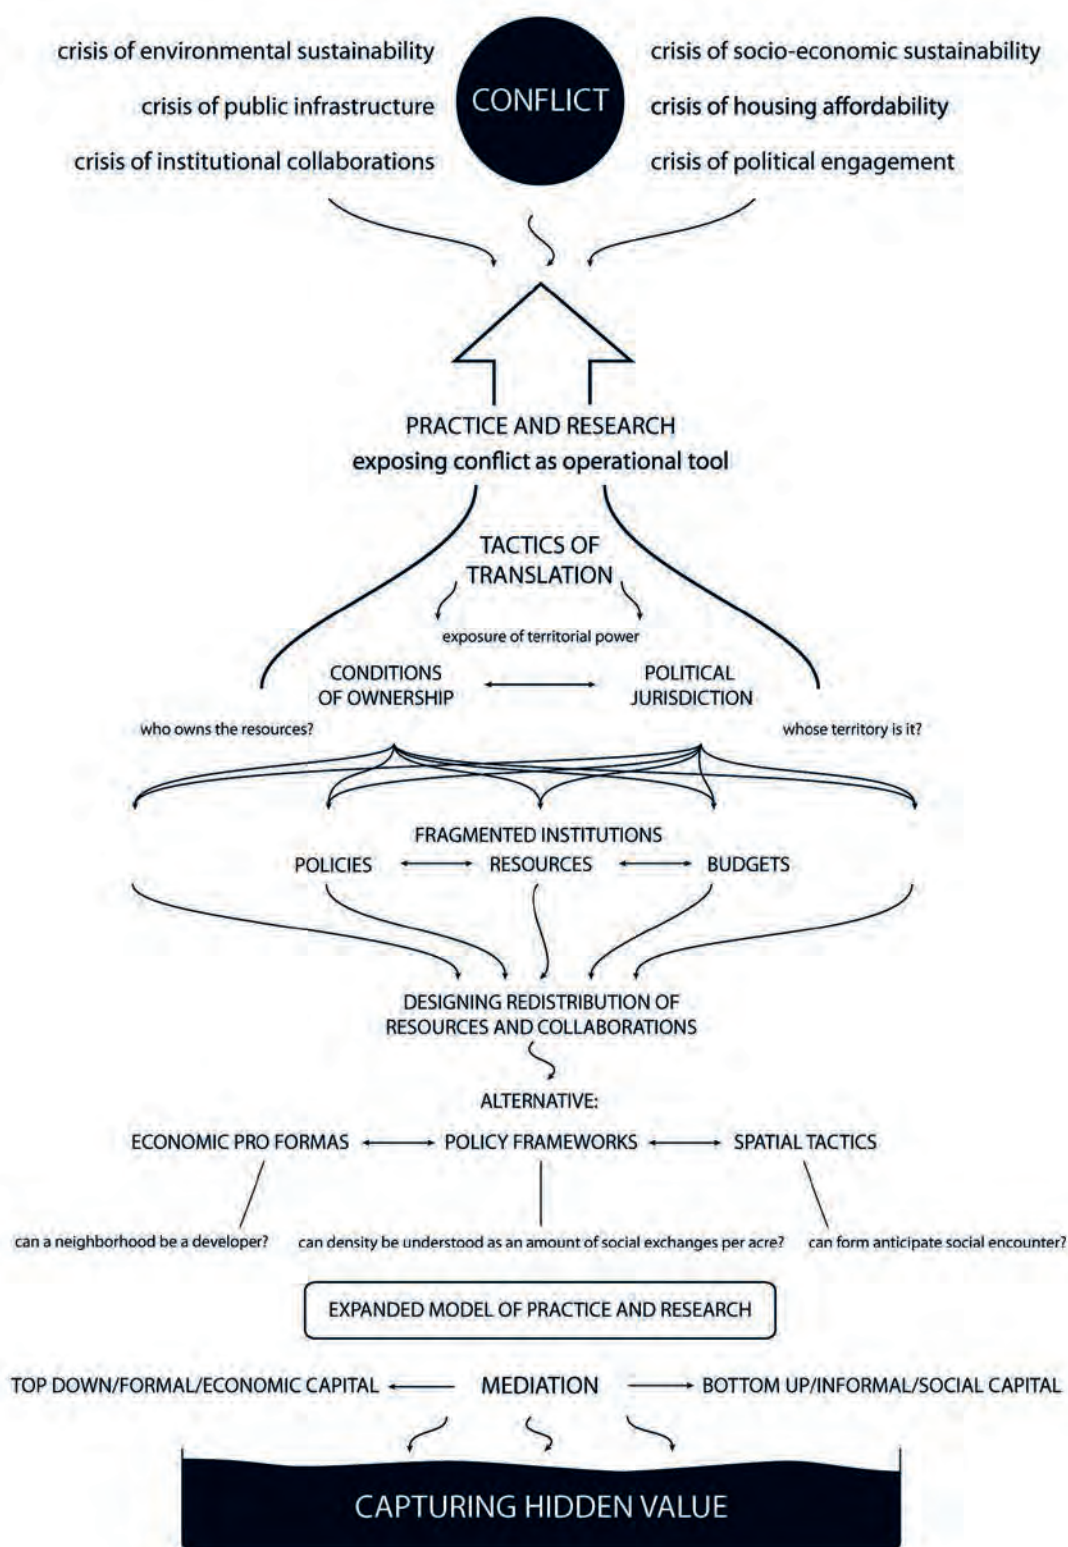 crisis of environmental sustainability
crisis of public infrastructure
crisis of institutional collaborations
CONFLICT
crisis of socio-economic sustainability
crisis of housing affordability
crisis of political engagement
PRACTICE AND RESEARCH
exposing conflict as operational tool
TACTICS OF
TRANSLATION
exposure of territorial power
CONDITIONS
OF OWNERSHIP
POLITICAL
JURISDICTION
who owns the resources?
whose territory is it?
FRAGMENTED INSTITUTIONS
POLICIES
RESOURCES
BUDGETS
DESIGNING REDISTRIBUTION OF
RESOURCES AND COLLABORATIONS
ALTERNATIVE:
ECONOMIC PRO FORMAS
POLICY FRAMEWORKS
SPATIAL TACTICS
can a neighborhood be a developer?
can density be understood as an amount of social exchanges per acre?
can form anticipate social encounter?
EXPANDED MODEL OF PRACTICE AND RESEARCH
TOP DOWN/FORMAL/ECONOMIC CAPITAL
MEDIATION
BOTTOM UP/INFORMAL/SOCIAL CAPITAL
CAPTURING HIDDEN VALUE